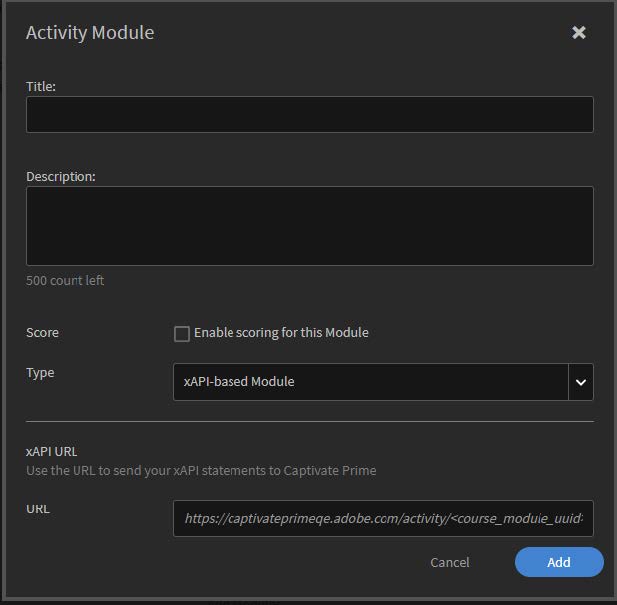 Activity Module
Title:
Description:
500 count left
Score
Enable scoring for this Module
Type
xAPI-based Module
xAPI URL
Use the URL to send your xAPI statements to Captivate Prime
URL
https://captivateprimeqe.adobe.com/activity/<course_module_uuid>
Cancel
Add